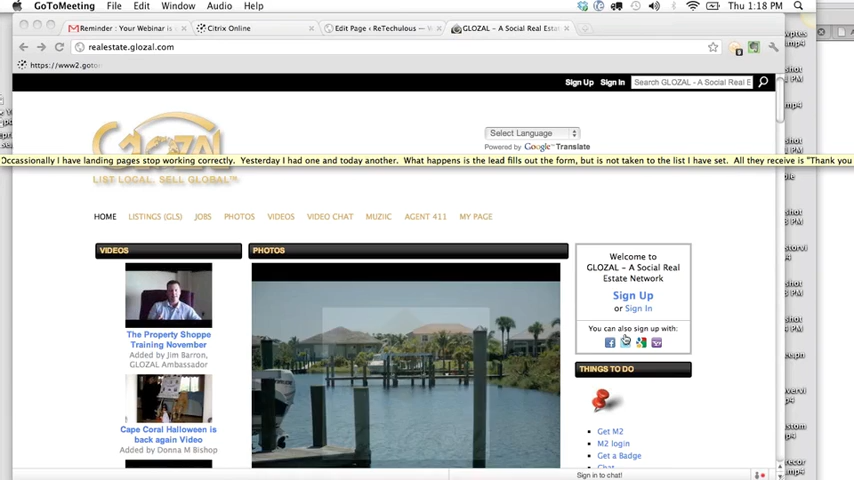 GoToMeeting File Edit Window Audio Help Thu 1:18 PM
Reminder : Your Webinar is Citrix Online Edit Page ‹ ReTechulous — GLOZAL – A Social Real Est
realestate.glozal.com
https://www2.goto
Sign Up Sign In Search GLOZAL – A Social Real E
Select Language
Powered by Google Translate
GLOZAL
Occassionally I have landing pages stop working correctly. Yesterday I had one and today another. What happens is the lead fills out the form, but is not taken to the list I have set. All they receive is "Thank you
LIST LOCAL. SELL GLOBAL™
HOME LISTINGS (GLS) JOBS PHOTOS VIDEOS VIDEO CHAT MUZIIC AGENT 411 MY PAGE
VIDEOS PHOTOS
Welcome to
GLOZAL – A Social Real
Estate Network
Sign Up
or Sign In
You can also sign up with:
The Property Shoppe
Training November
Added by Jim Barron,
GLOZAL Ambassador
THINGS TO DO
Cape Coral Halloween is
back again Video
Added by Donna M Bishop
Get M2
M2 login
Get a Badge
Chat
Sign in to chat!